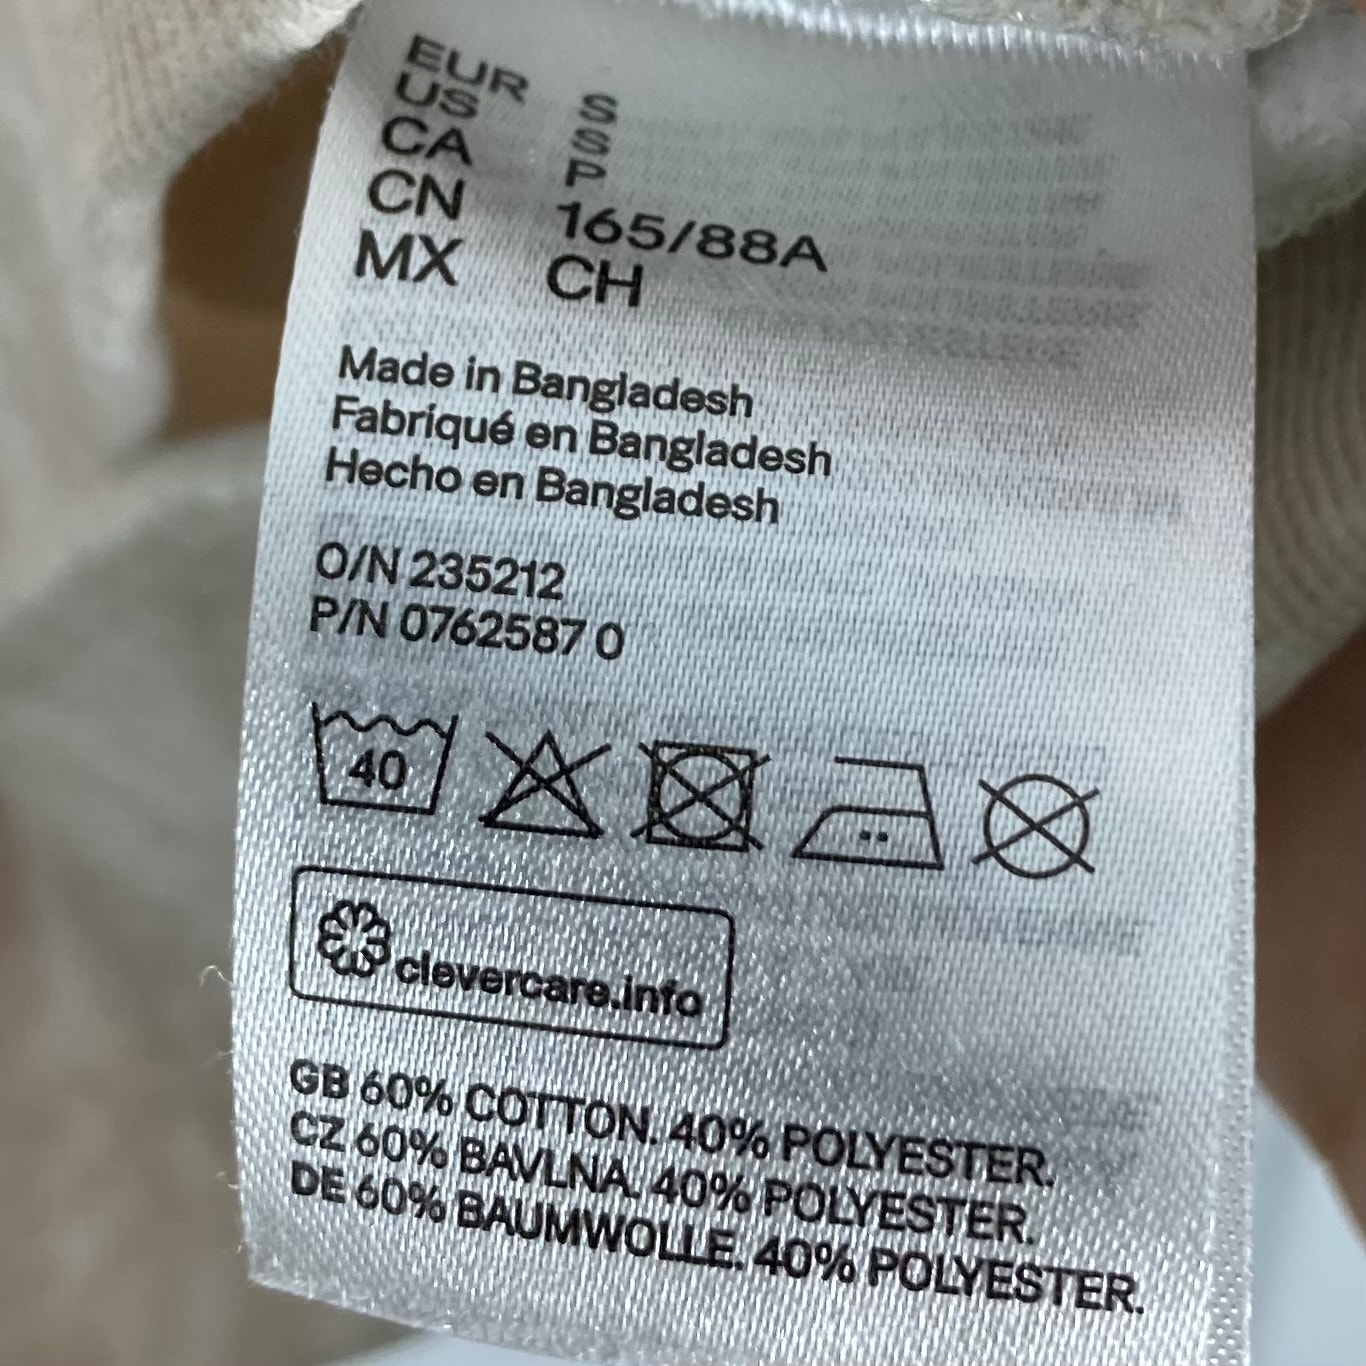 EUR S
US S
CA P
CN 165/88A
MX CH
Made in Bangladesh
Fabriqué en Bangladesh
Hecho en Bangladesh
O/N 235212
P/N 0762587 0
40
clevercare.info
GB 60% COTTON. 40% POLYESTER.
CZ 60% BAVLNA. 40% POLYESTER.
DE 60% BAUMWOLLE. 40% POLYESTER.